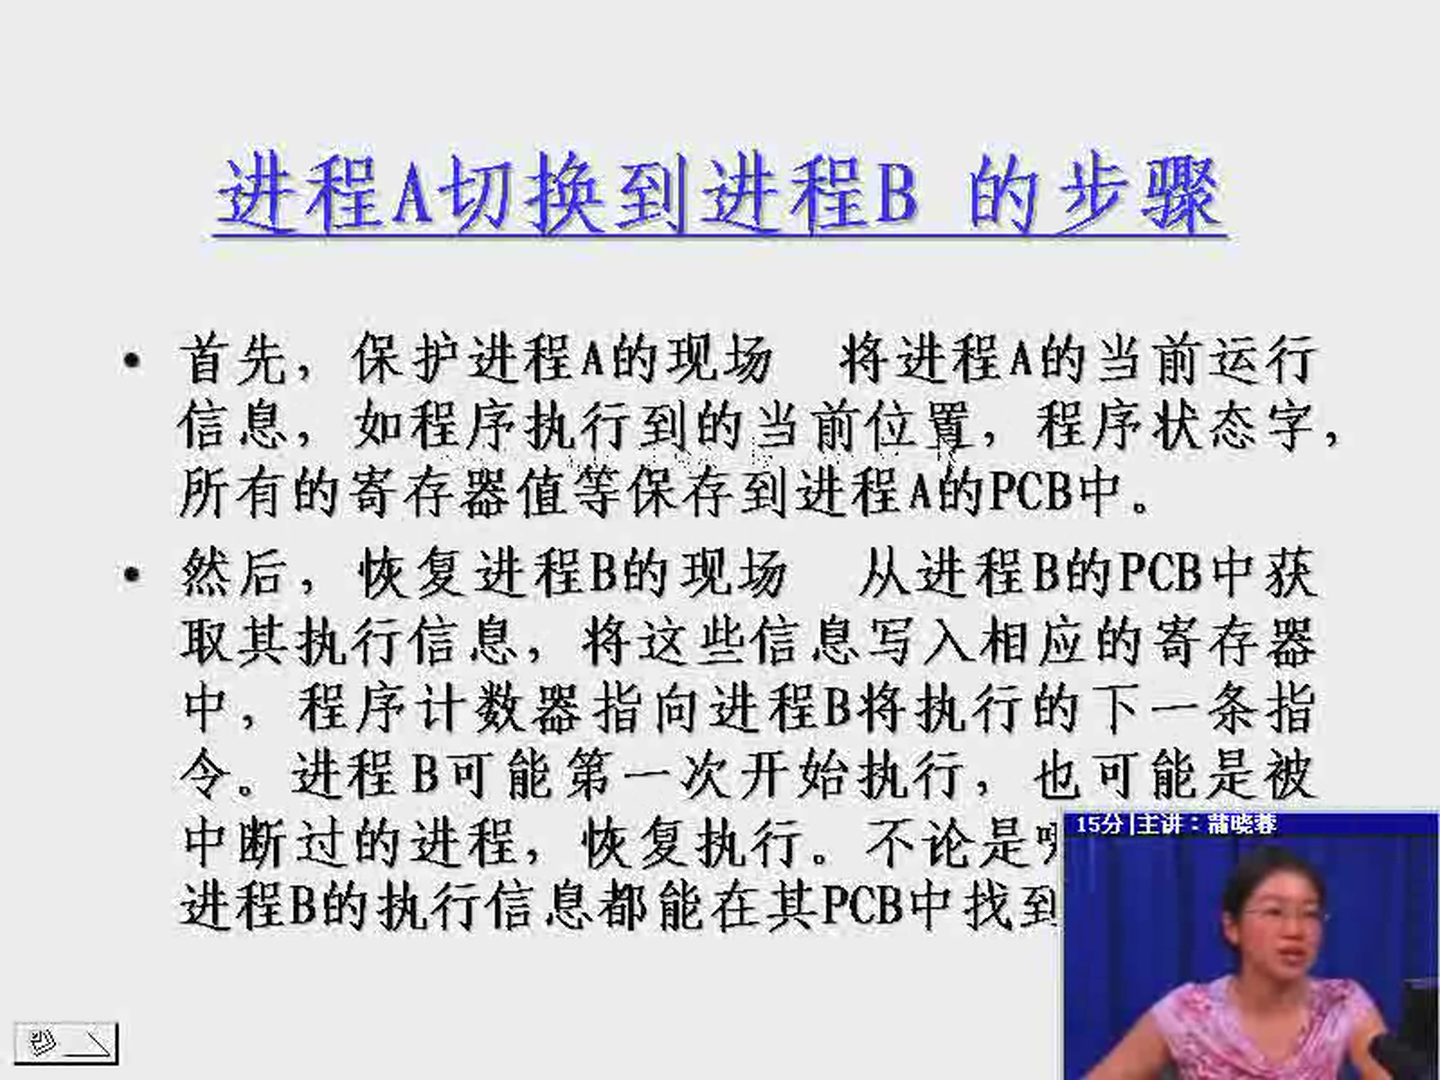 进程A切换到进程B 的步骤
• 首先，保护进程A的现场 将进程A的当前运行
信息，如程序执行到的当前位置，程序状态字，
所有的寄存器值等保存到进程A的PCB中。
• 然后，恢复进程B的现场 从进程B的PCB中获
取其执行信息，将这些信息写入相应的寄存器
中，程序计数器指向进程B将执行的下一条指
令。进程B可能第一次开始执行，也可能是被
中断过的进程，恢复执行。不论是
进程B的执行信息都能在其PCB中找到
15分|主讲：蒲晓蓉